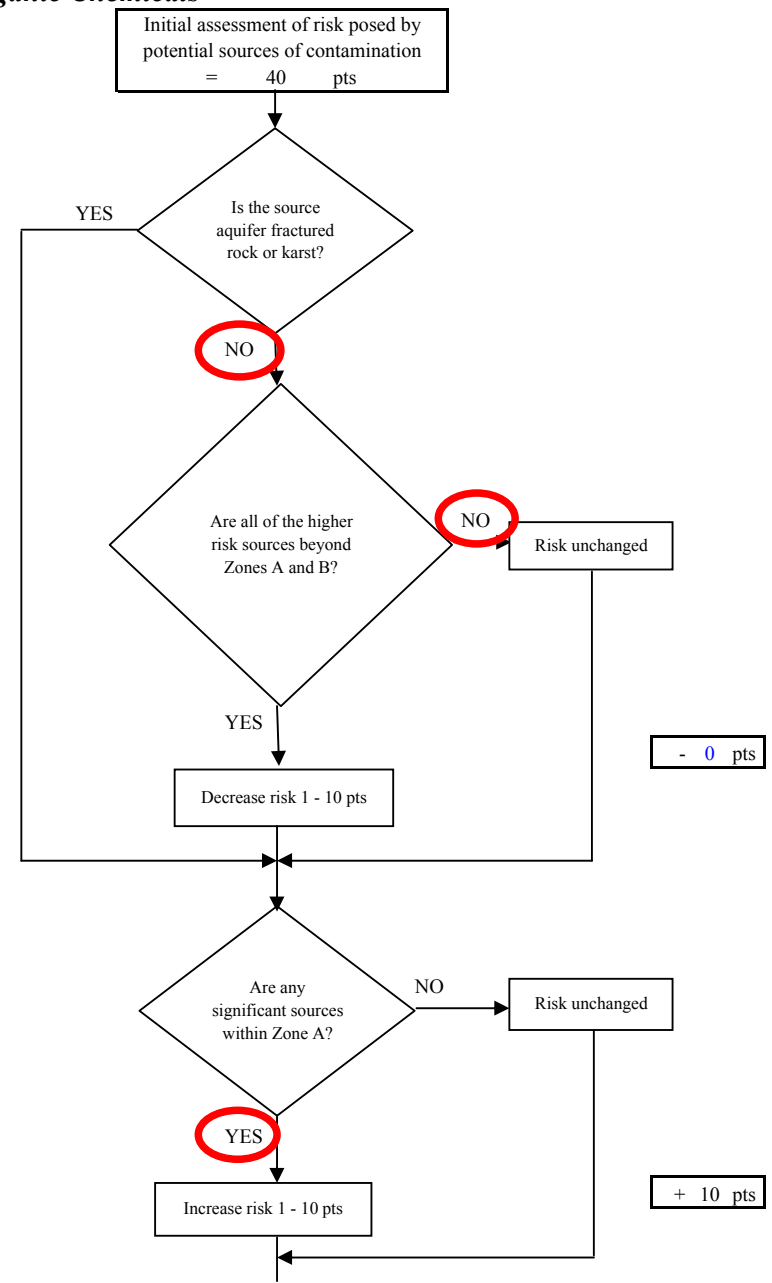 Organic Chemicals
Initial assessment of risk posed by
potential sources of contamination
= 40 pts
YES
Is the source
aquifer fractured
rock or karst?
NO
Are all of the higher
risk sources beyond
Zones A and B?
NO
Risk unchanged
YES
- 0 pts
Decrease risk 1 - 10 pts
Are any
significant sources
within Zone A?
NO
Risk unchanged
YES
Increase risk 1 - 10 pts
+ 10 pts